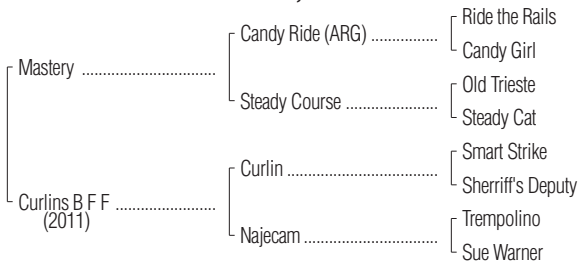 Ride the Rails
Candy Ride (ARG) .................
Candy Girl
Mastery .................................
Old Trieste
Steady Course ........................
Steady Cat
Smart Strike
Curlin .....................................
Sherriff's Deputy
Curlins B F F ........................
(2011)
Trempolino
Najecam .................................
Sue Warner